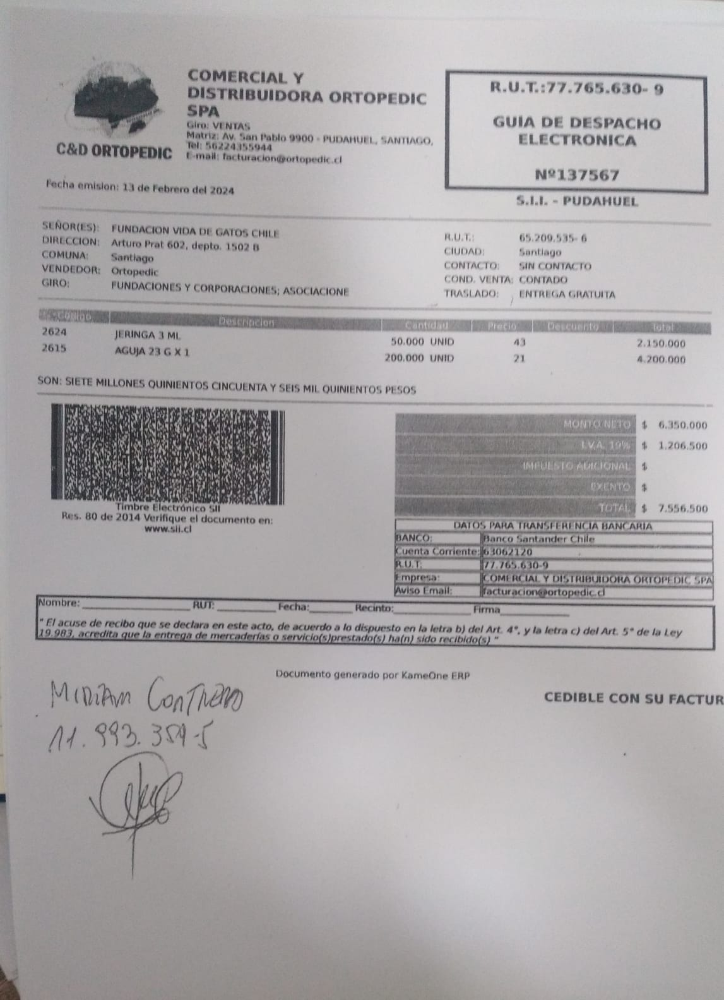 COMERCIAL Y
DISTRIBUIDORA ORTOPEDIC
SPA
Giro: VENTAS
Matriz: Av. San Pablo 9900 - PUDAHUEL, SANTIAGO,
Tel: 56224355944
E-mail: facturacion@ortopedic.cl
C&D ORTOPEDIC
R.U.T.:77.765.630- 9
GUIA DE DESPACHO
ELECTRONICA
Nº137567
S.I.I. - PUDAHUEL
Fecha emision: 13 de Febrero del 2024
SEÑOR(ES): FUNDACION VIDA DE GATOS CHILE
DIRECCION: Arturo Prat 602, depto. 1502 B
COMUNA: Santiago
VENDEDOR: Ortopedic
GIRO: FUNDACIONES Y CORPORACIONES; ASOCIACIONE
R.U.T.: 65.209.535- 6
CIUDAD: Santiago
CONTACTO: SIN CONTACTO
COND. VENTA: CONTADO
TRASLADO: ENTREGA GRATUITA
Codigo Descripcion Cantidad Precio Descuento Total
2624 JERINGA 3 ML 50.000 UNID 43 2.150.000
2615 AGUJA 23 G X 1 200.000 UNID 21 4.200.000
SON: SIETE MILLONES QUINIENTOS CINCUENTA Y SEIS MIL QUINIENTOS PESOS
MONTO NETO $ 6.350.000
I.V.A. 19% $ 1.206.500
IMPUESTO ADICIONAL $
EXENTO $
TOTAL $ 7.556.500
Timbre Electrónico SII
Res. 80 de 2014 Verifique el documento en:
www.sii.cl
DATOS PARA TRANSFERENCIA BANCARIA
BANCO: Banco Santander Chile
Cuenta Corriente: 63062120
R.U.T: 77.765.630-9
Empresa: COMERCIAL Y DISTRIBUIDORA ORTOPEDIC SPA
Aviso Email: facturacion@ortopedic.cl
Nombre: RUT: Fecha: Recinto: Firma
" El acuse de recibo que se declara en este acto, de acuerdo a lo dispuesto en la letra b) del Art. 4°, y la letra c) del Art. 5° de la Ley
19.983, acredita que la entrega de mercaderías o servicio(s)prestado(s) ha(n) sido recibido(s) "
Documento generado por KameOne ERP
CEDIBLE CON SU FACTUR
Miriam
11.993.359-5